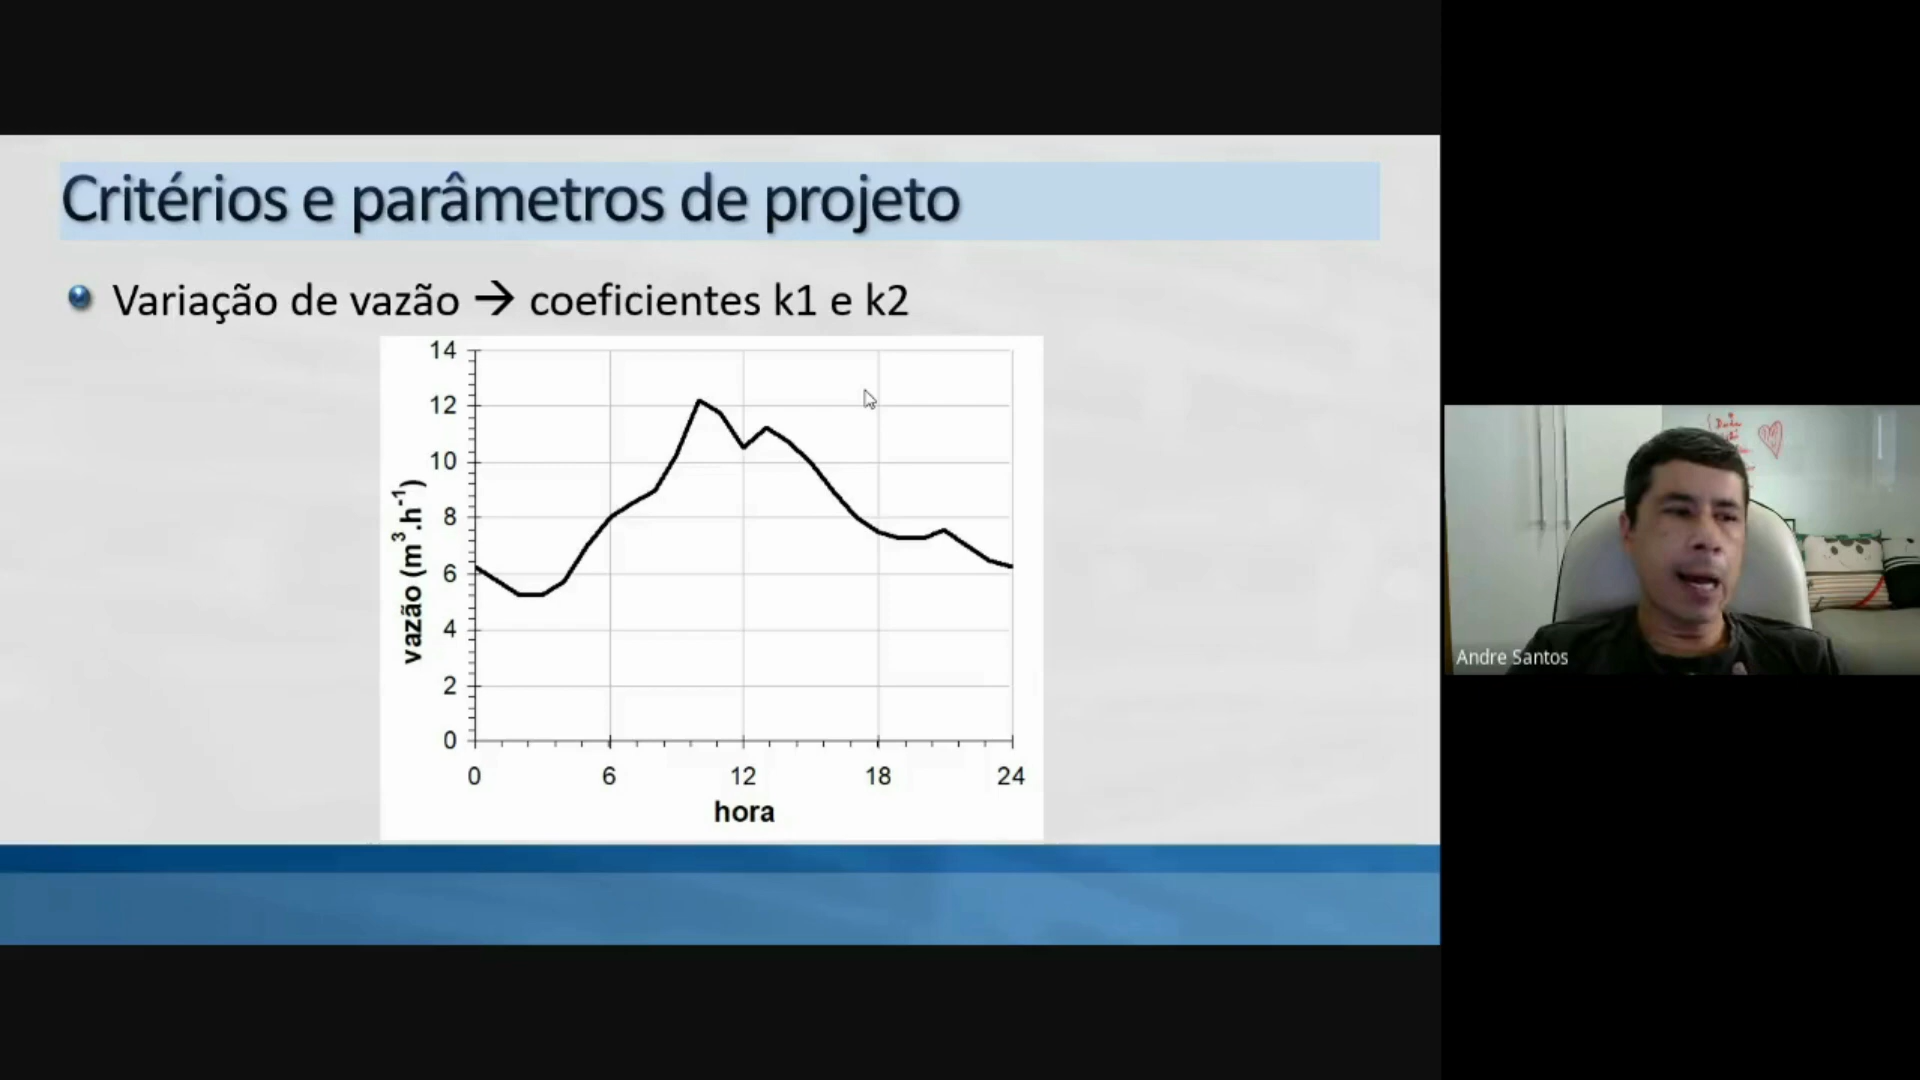 Critérios e parâmetros de projeto
Variação de vazão → coeficientes k1 e k2
14
12
10
8
6
4
2
0
vazão (m³.h⁻¹)
0 6 12 18 24
hora
Andre Santos